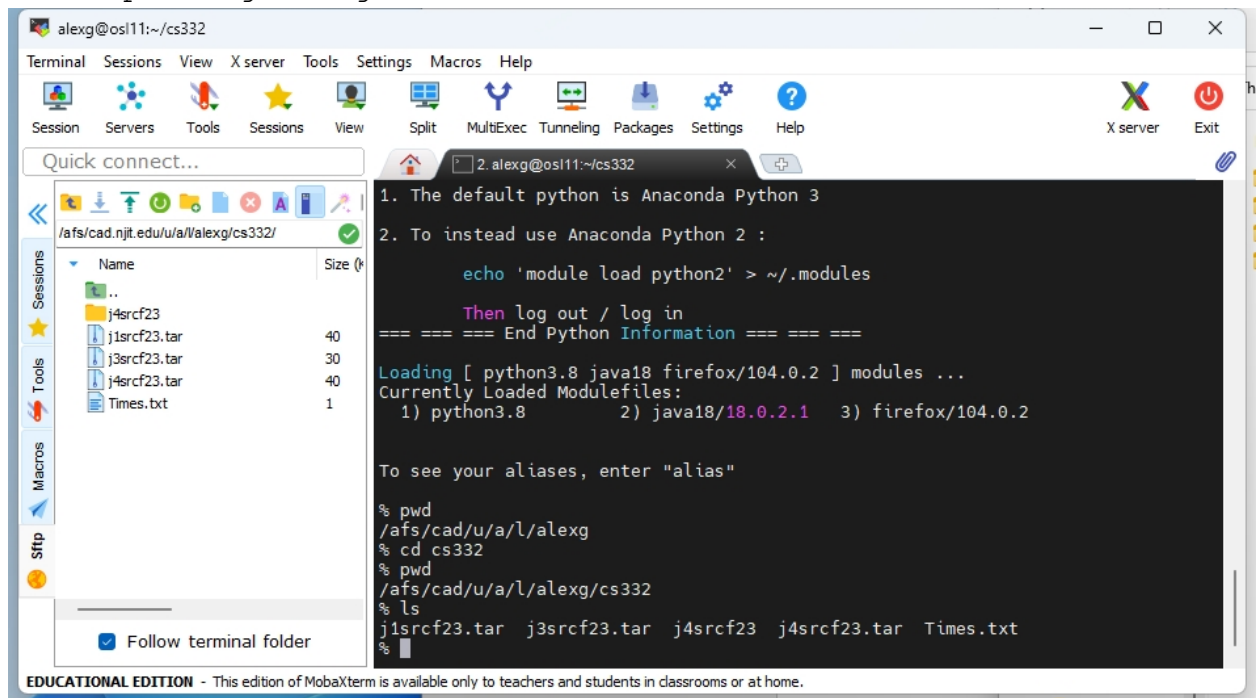 alexg@osl11:~/cs332
Terminal Sessions View X server Tools Settings Macros Help
Session Servers Tools Sessions View Split MultiExec Tunneling Packages Settings Help X server Exit
Quick connect...
2. alexg@osl11:~/cs332
/afs/cad.njit.edu/u/a/l/alexg/cs332/
Name Size (K
..
j4srcf23
j1srcf23.tar 40
j3srcf23.tar 30
j4srcf23.tar 40
Times.txt 1
Sessions
Tools
Macros
Sftp
Follow terminal folder
1. The default python is Anaconda Python 3
2. To instead use Anaconda Python 2 :
echo 'module load python2' > ~/.modules
Then log out / log in
=== === === End Python Information === === ===
Loading [ python3.8 java18 firefox/104.0.2 ] modules ...
Currently Loaded Modulefiles:
1) python3.8 2) java18/18.0.2.1 3) firefox/104.0.2
To see your aliases, enter "alias"
% pwd
/afs/cad/u/a/l/alexg
% cd cs332
% pwd
/afs/cad/u/a/l/alexg/cs332
% ls
j1srcf23.tar j3srcf23.tar j4srcf23 j4srcf23.tar Times.txt
%
EDUCATIONAL EDITION - This edition of MobaXterm is available only to teachers and students in classrooms or at home.